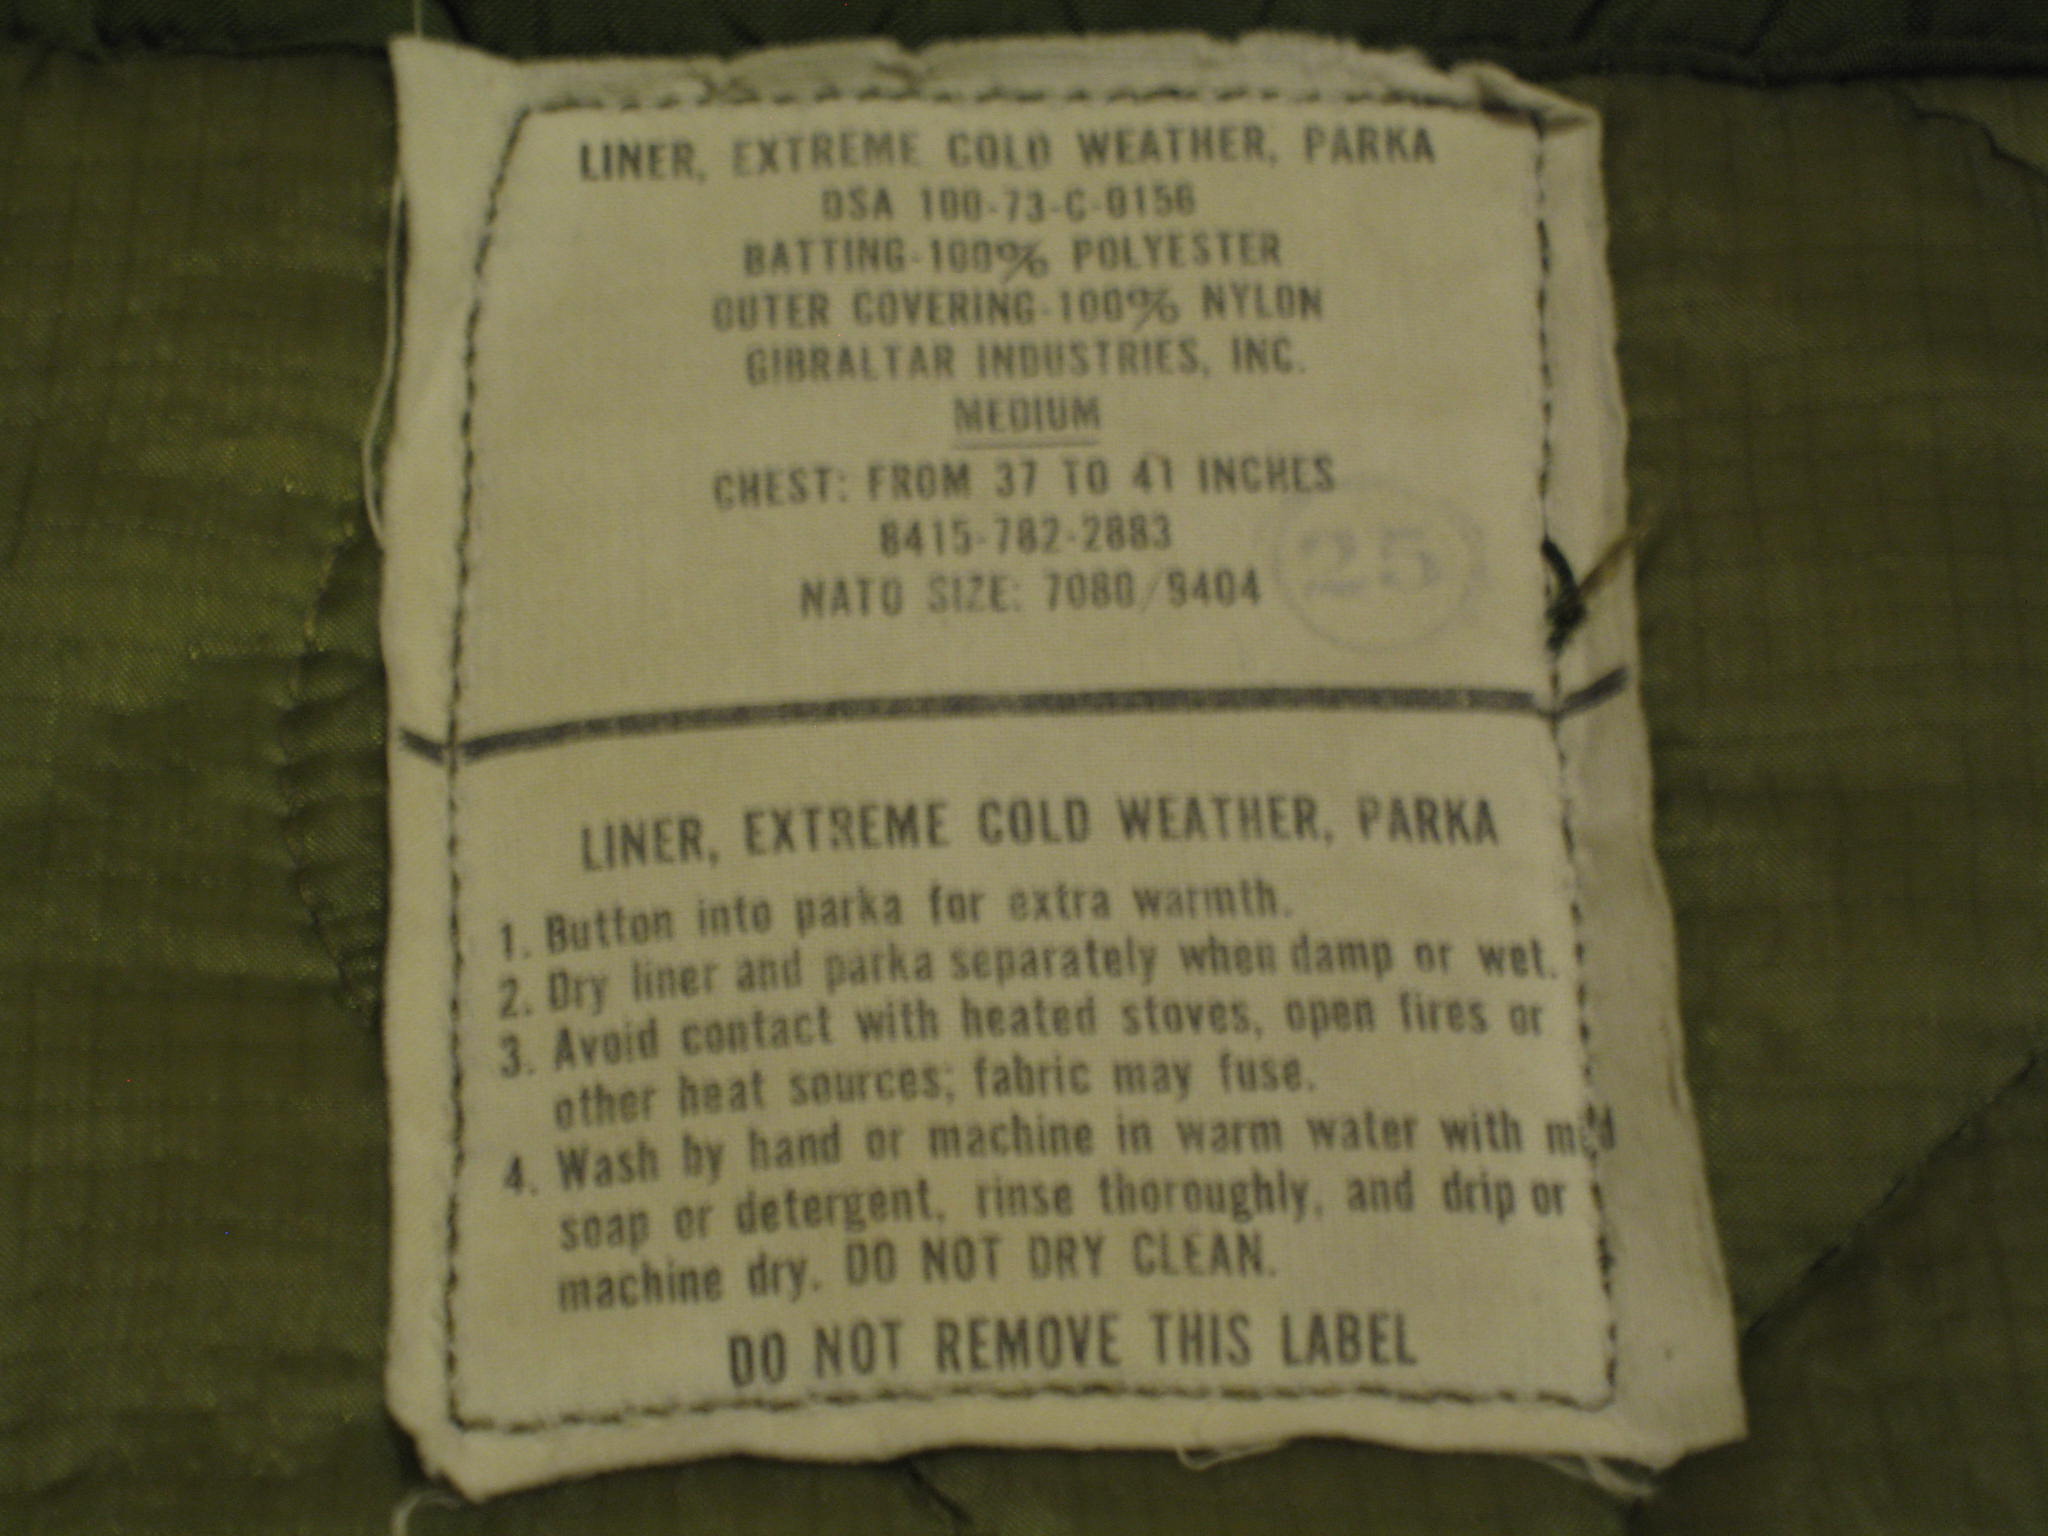 LINER, EXTREME COLD WEATHER, PARKA
DSA 100-73-C-0156
BATTING-100% POLYESTER
OUTER COVERING-100% NYLON
GIBRALTAR INDUSTRIES, INC.
MEDIUM
CHEST: FROM 37 TO 41 INCHES
8415-782-2883
NATO SIZE: 7080/9404
25
LINER, EXTREME COLD WEATHER, PARKA
1. Button into parka for extra warmth.
2. Dry liner and parka separately when damp or wet.
3. Avoid contact with heated stoves, open fires or
other heat sources; fabric may fuse.
4. Wash by hand or machine in warm water with mild
soap or detergent, rinse thoroughly, and drip or
machine dry. DO NOT DRY CLEAN.
DO NOT REMOVE THIS LABEL